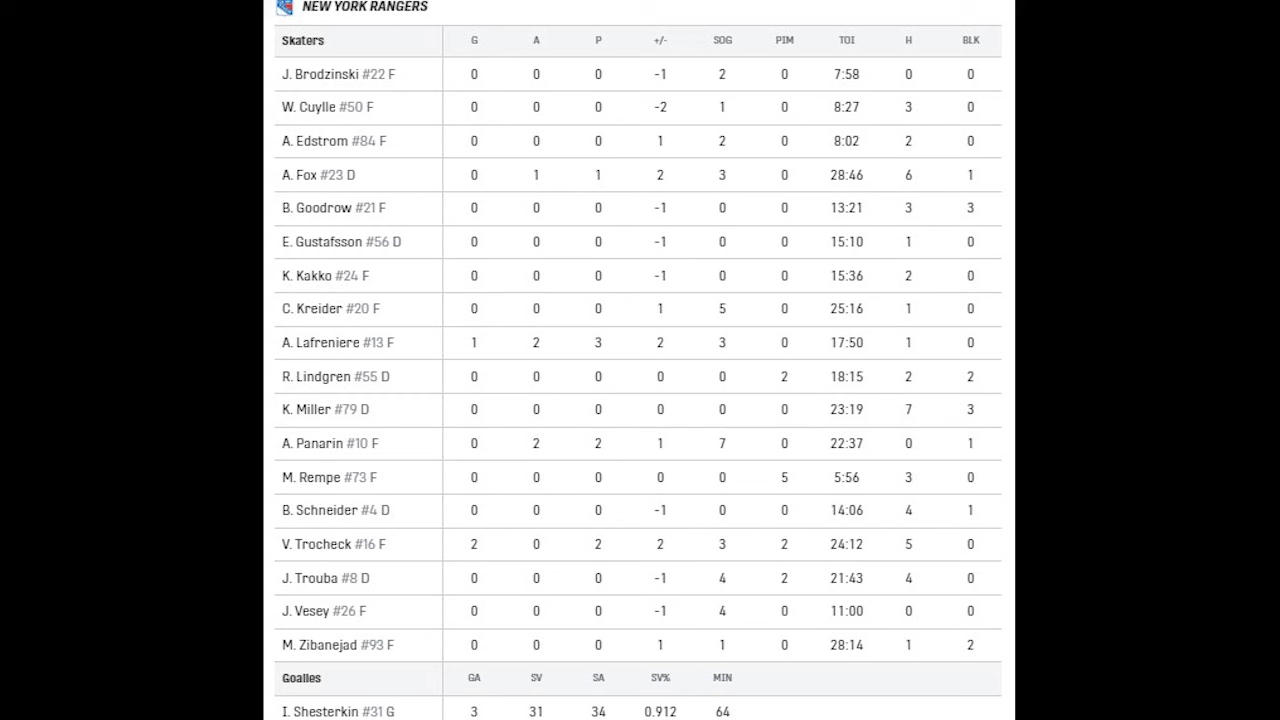 NEW YORK RANGERS
Skaters G A P +/- SOG PIM TOI H BLK
J. Brodzinski #22 F 0 0 0 -1 2 0 7:58 0 0
W. Cuylle #50 F 0 0 0 -2 1 0 8:27 3 0
A. Edstrom #84 F 0 0 0 1 2 0 8:02 2 0
A. Fox #23 D 0 1 1 2 3 0 28:46 6 1
B. Goodrow #21 F 0 0 0 -1 0 0 13:21 3 3
E. Gustafsson #56 D 0 0 0 -1 0 0 15:10 1 0
K. Kakko #24 F 0 0 0 -1 0 0 15:36 2 0
C. Kreider #20 F 0 0 0 1 5 0 25:16 1 0
A. Lafreniere #13 F 1 2 3 2 3 0 17:50 1 0
R. Lindgren #55 D 0 0 0 0 0 2 18:15 2 2
K. Miller #79 D 0 0 0 0 0 0 23:19 7 3
A. Panarin #10 F 0 2 2 1 7 0 22:37 0 1
M. Rempe #73 F 0 0 0 0 0 5 5:56 3 0
B. Schneider #4 D 0 0 0 -1 0 0 14:06 4 1
V. Trocheck #16 F 2 0 2 2 3 2 24:12 5 0
J. Trouba #8 D 0 0 0 -1 4 2 21:43 4 0
J. Vesey #26 F 0 0 0 -1 4 0 11:00 0 0
M. Zibanejad #93 F 0 0 0 1 1 0 28:14 1 2
Goalies GA SV SA SV% MIN
I. Shesterkin #31 G 3 31 34 0.912 64